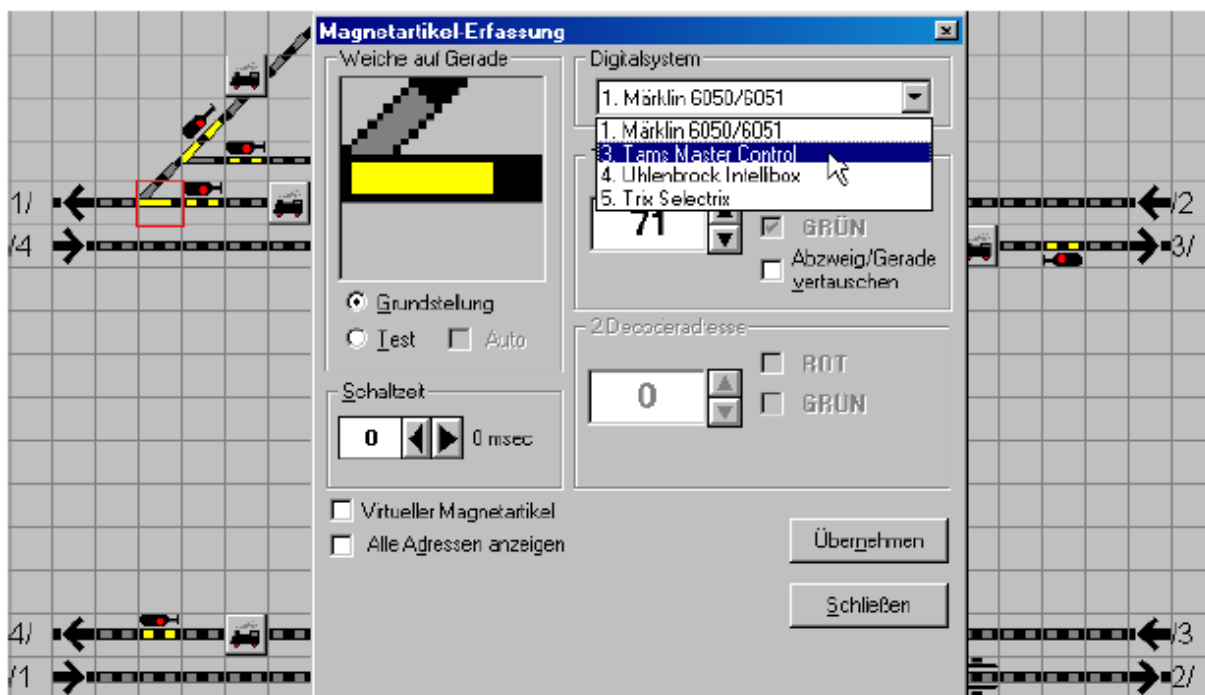 Magnetartikel-Erfassung
Weiche auf Gerade
Grundstellung
Test
Auto
Schaltzeit
0
0 msec
Virtueller Magnetartikel
Alle Adressen anzeigen
Digitalsystem
1. Märklin 6050/6051
1. Märklin 6050/6051
3. Tams Master Control
4. Uhlenbrock Intellibox
5. Trix Selectrix
71
GRÜN
Abzweig/Gerade
vertauschen
2.Decoderadresse
0
ROT
GRÜN
Übernehmen
Schließen
1/
/4
4/
/1
/2
3/
/3
2/